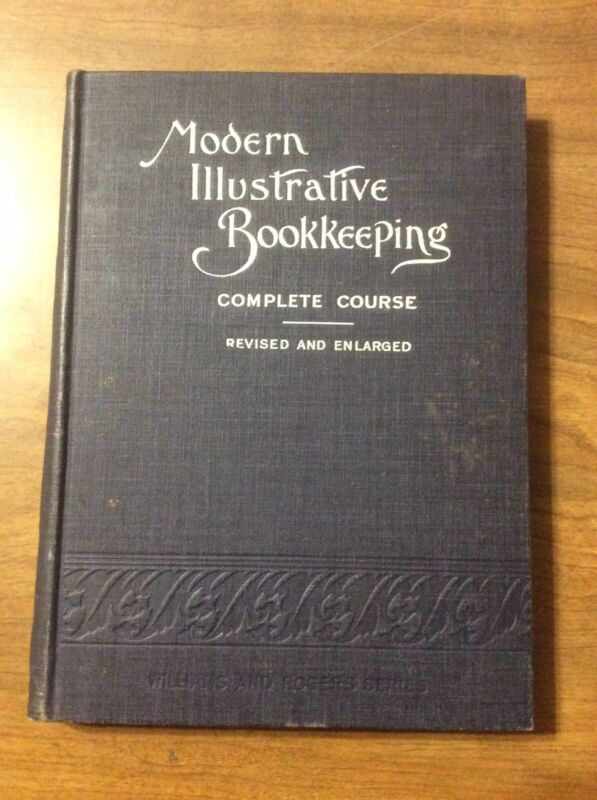 Modern
Illustrative
Bookkeeping
COMPLETE COURSE
REVISED AND ENLARGED
WILLIAMS AND ROGERS SERIES